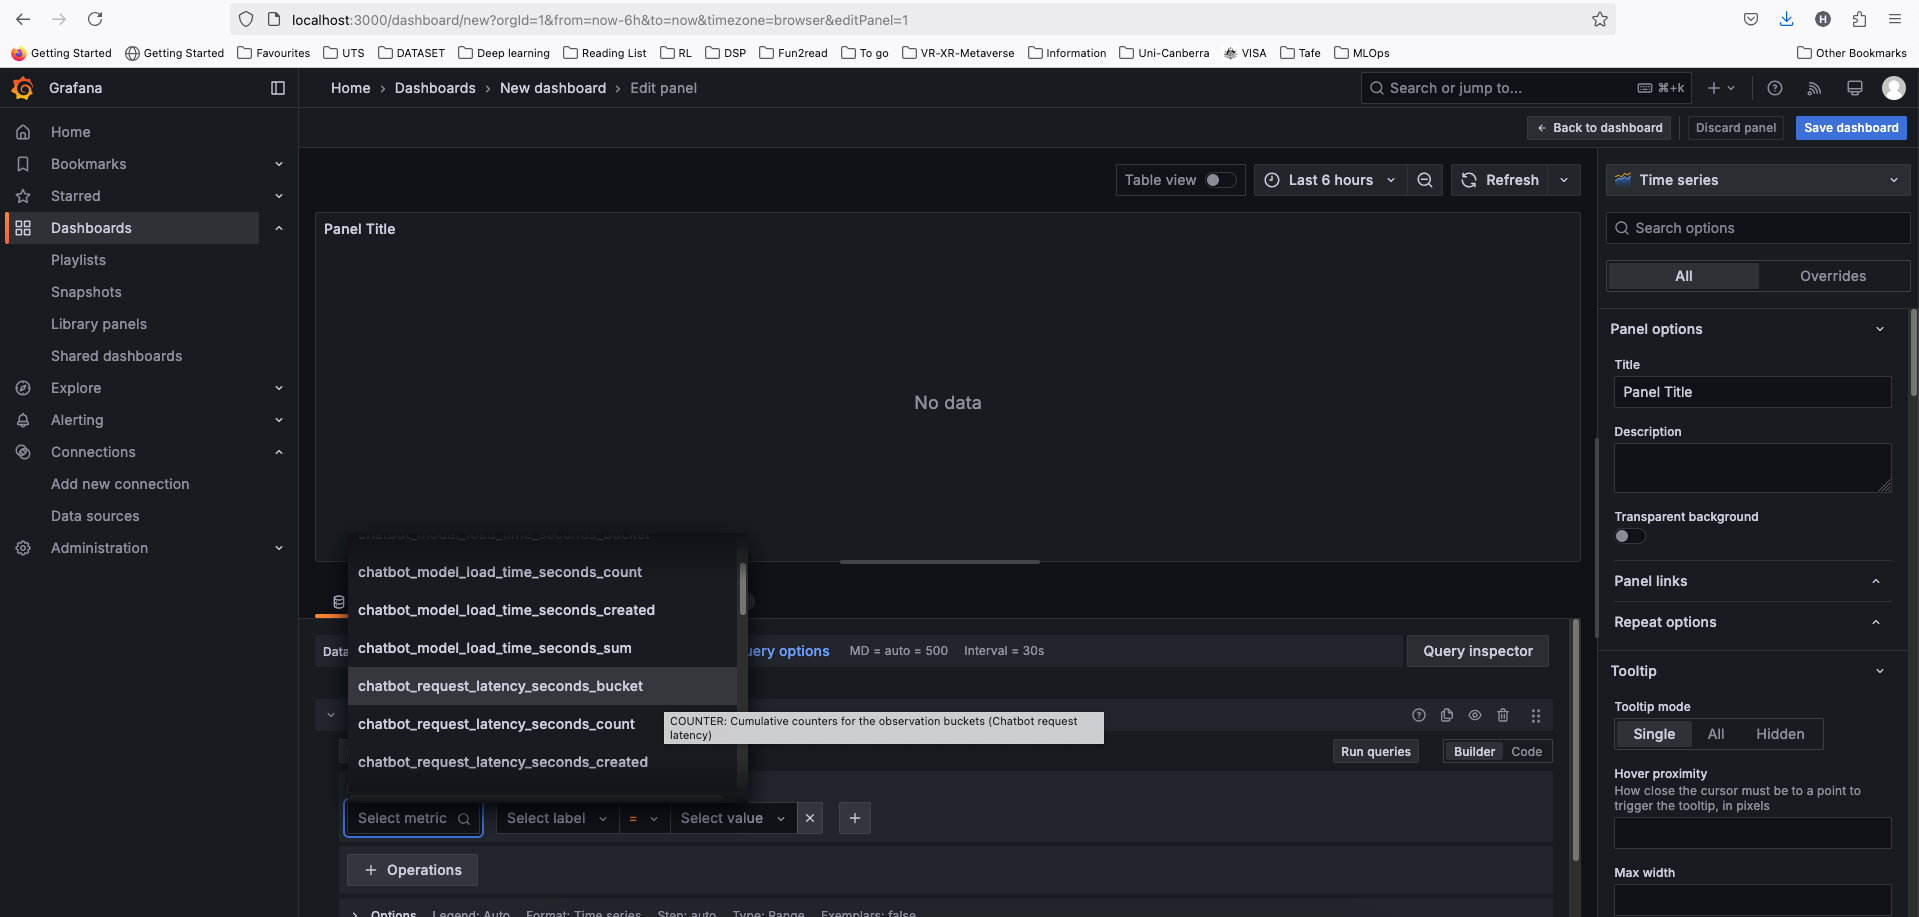 localhost:3000/dashboard/new?orgId=1&from=now-6h&to=now&timezone=browser&editPanel=1
H
Getting Started Getting Started Favourites UTS DATASET Deep learning Reading List RL DSP Fun2read To go VR-XR-Metaverse Information Uni-Canberra VISA Tafe MLOps Other Bookmarks
Grafana
Home › Dashboards › New dashboard › Edit panel
Search or jump to... ⌘+k
Back to dashboard Discard panel Save dashboard
Home
Bookmarks
Starred
Dashboards
Playlists
Snapshots
Library panels
Shared dashboards
Explore
Alerting
Connections
Add new connection
Data sources
Administration
Table view Last 6 hours Refresh
Panel Title
No data
chatbot_model_load_time_seconds_bucket
chatbot_model_load_time_seconds_count
chatbot_model_load_time_seconds_created
chatbot_model_load_time_seconds_sum
chatbot_request_latency_seconds_bucket
chatbot_request_latency_seconds_count
chatbot_request_latency_seconds_created
COUNTER: Cumulative counters for the observation buckets (Chatbot request
latency)
Data
uery options MD = auto = 500 Interval = 30s
Query inspector
Run queries Builder Code
Select metric Select label = Select value
+ Operations
Options Legend: Auto Format: Time series Step: auto Type: Range Exemplars: false
Time series
Search options
All Overrides
Panel options
Title
Panel Title
Description
Transparent background
Panel links
Repeat options
Tooltip
Tooltip mode
Single All Hidden
Hover proximity
How close the cursor must be to a point to
trigger the tooltip, in pixels
Max width